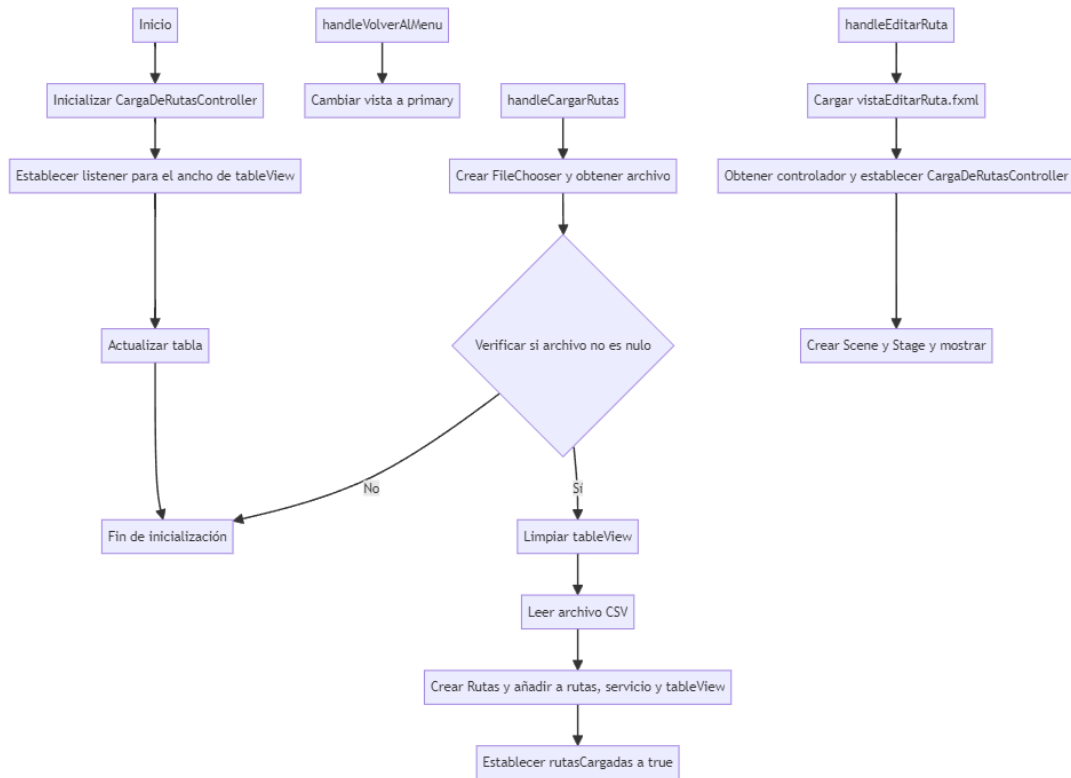 Inicio
handleVolverAlMenu
handleEditarRuta
Inicializar CargaDeRutasController
Cambiar vista a primary
handleCargarRutas
Cargar vistaEditarRuta.fxml
Establecer listener para el ancho de tableView
Crear FileChooser y obtener archivo
Obtener controlador y establecer CargaDeRutasController
Actualizar tabla
Verificar si archivo no es nulo
Crear Scene y Stage y mostrar
No
Sí
Fin de inicialización
Limpiar tableView
Leer archivo CSV
Crear Rutas y añadir a rutas, servicio y tableView
Establecer rutasCargadas a true